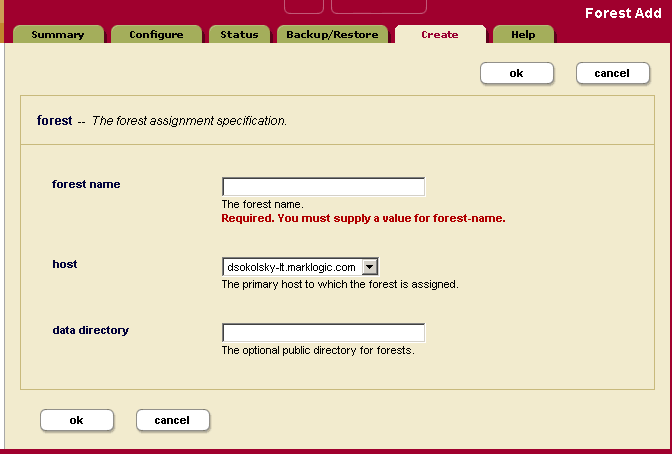 Forest Add
Summary Configure Status Backup/Restore Create Help
ok cancel
forest -- The forest assignment specification.
forest name
The forest name.
Required. You must supply a value for forest-name.
host dsokolsky-lt.marklogic.com
The primary host to which the forest is assigned.
data directory
The optional public directory for forests.
ok cancel